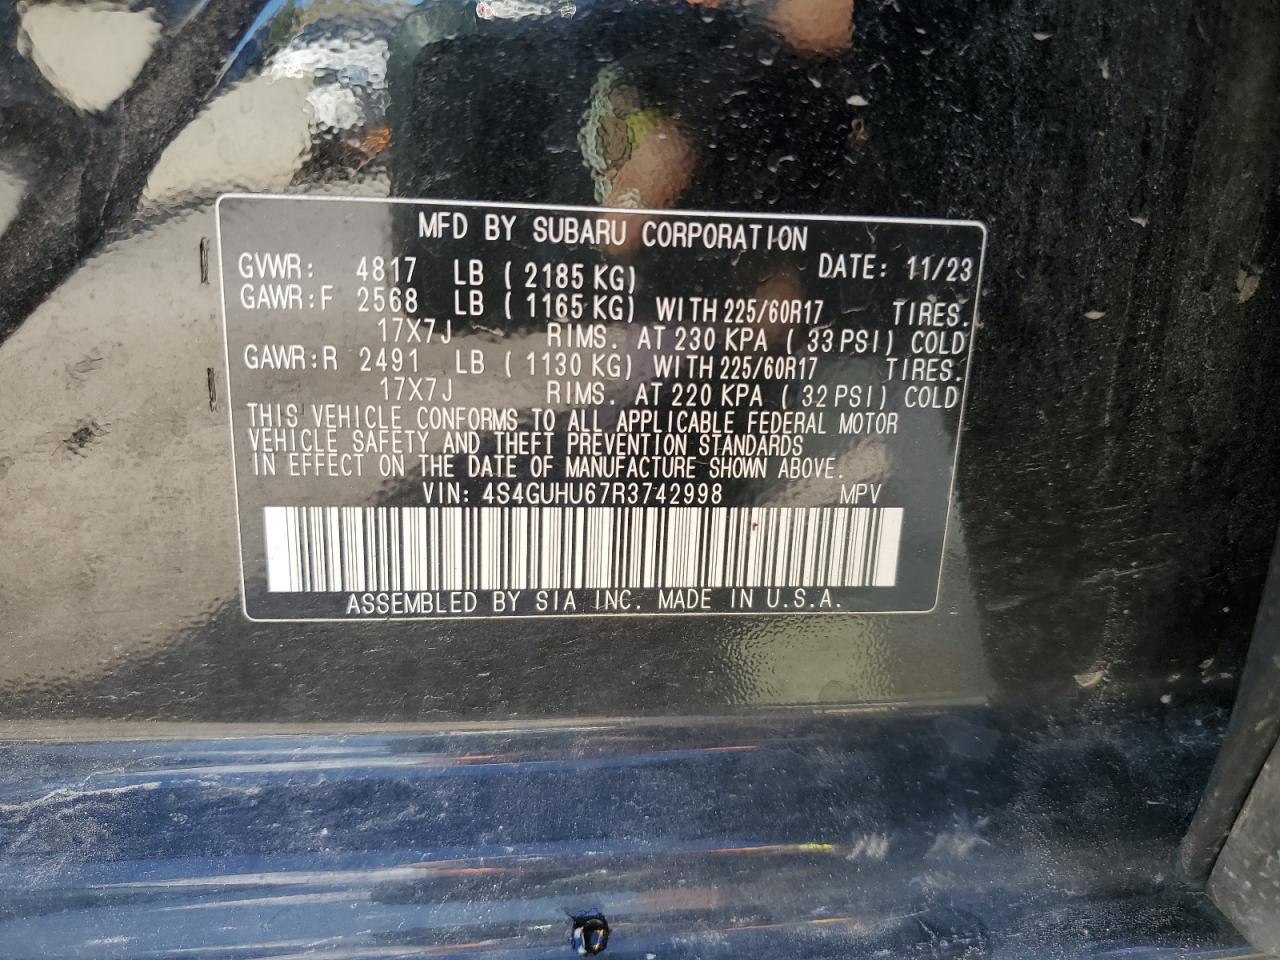 MFD BY SUBARU CORPORATION
GVWR: 4817 LB ( 2185 KG) DATE: 11/23
GAWR:F 2568 LB ( 1165 KG) WITH 225/60R17 TIRES.
17X7J RIMS. AT 230 KPA ( 33 PSI) COLD
GAWR:R 2491 LB ( 1130 KG) WITH 225/60R17 TIRES.
17X7J RIMS. AT 220 KPA ( 32 PSI) COLD
THIS VEHICLE CONFORMS TO ALL APPLICABLE FEDERAL MOTOR
VEHICLE SAFETY AND THEFT PREVENTION STANDARDS
IN EFFECT ON THE DATE OF MANUFACTURE SHOWN ABOVE.
VIN: 4S4GUHU67R3742998 MPV
ASSEMBLED BY SIA INC. MADE IN U.S.A.